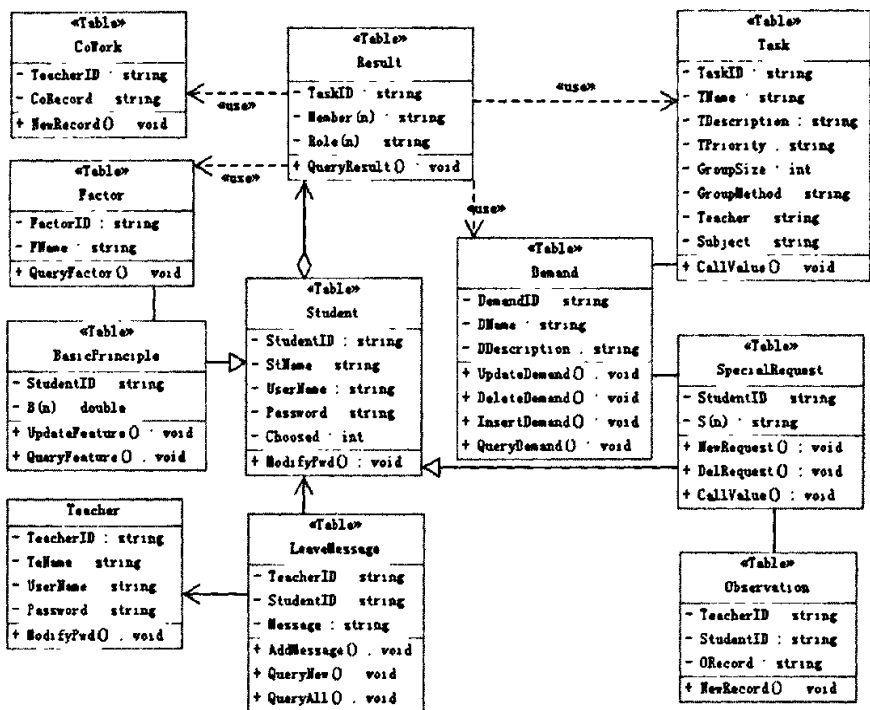 «Table»
CoWork
- TeacherID : string
- CoRecord string
+ NewRecord() void
«Table»
Result
- TaskID : string
- Member(n) : string
- Role(n) string
+ QueryResult() : void
«Table»
Task
- TaskID : string
- TName : string
- TDescription : string
- TPriority . string
- GroupSize : int
- GroupMethod string
- Teacher string
- Subject string
+ CallValue() void
«use»
«use»
«use»
«use»
«Table»
Factor
- FactorID : string
- FName : string
+ QueryFactor() void
«Table»
Student
- StudentID : string
- StName string
- UserName : string
- Password string
- Choosed : int
+ ModifyPwd() : void
«Table»
Demand
- DemandID string
- DName : string
- DDescription . string
+ UpdateDemand() . void
+ DeleteDemand() : void
+ InsertDemand() : void
+ QueryDemand() : void
«Table»
BasicPrinciple
- StudentID string
- B(n) double
+ UpdateFeature() : void
+ QueryFeature() . void
«Table»
SpecialRequest
- StudentID string
- S(n) : string
+ NewRequest() : void
+ DelRequest() : void
+ CallValue() : void
Teacher
- TeacherID : string
- TeName string
- UserName string
- Password string
+ ModifyPwd() . void
«Table»
LeaveMessage
- TeacherID string
- StudentID string
- Message : string
+ AddMessage() . void
+ QueryNew() void
+ QueryAll() . void
«Table»
Observation
- TeacherID string
- StudentID : string
- ORecord : string
+ NewRecord() void